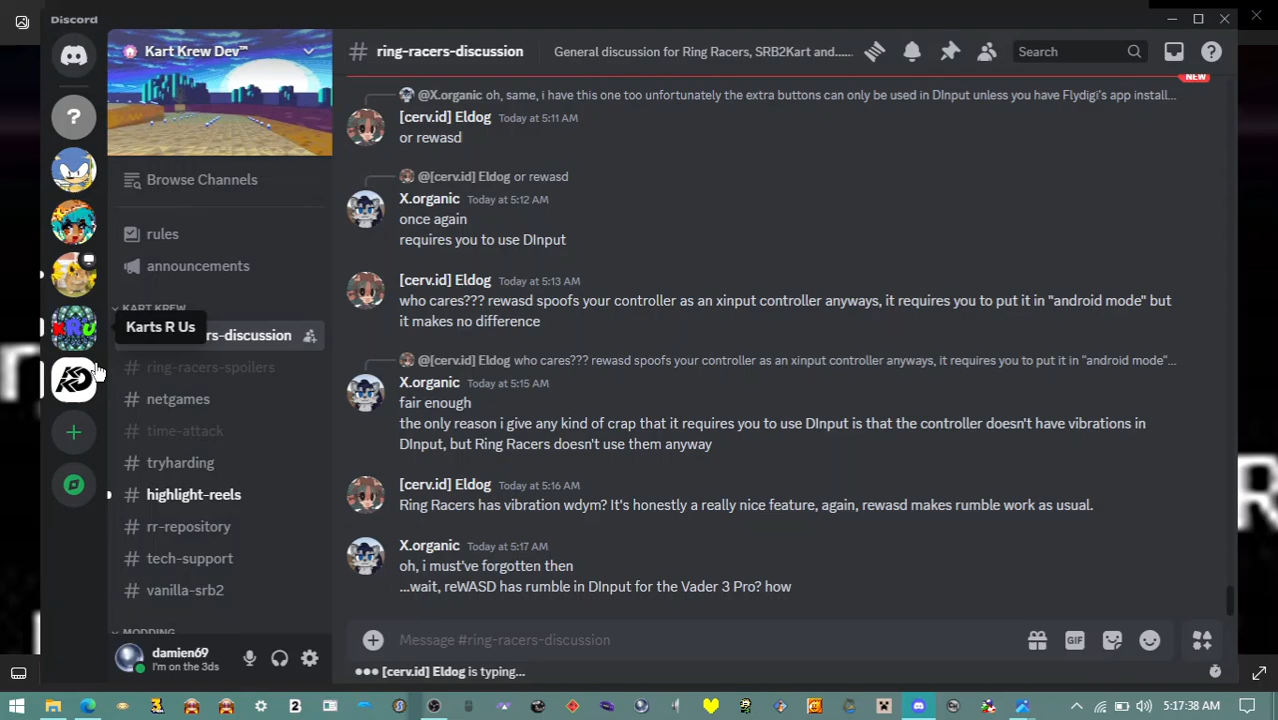 Discord
Kart Krew Dev™
ring-racers-discussion
General discussion for Ring Racers, SRB2Kart and......
Search
NEW
@X.organic oh, same, i have this one too unfortunately the extra buttons can only be used in DInput unless you have Flydigi's app install...
[cerv.id] Eldog Today at 5:11 AM
or rewasd
@[cerv.id] Eldog or rewasd
X.organic Today at 5:12 AM
once again
requires you to use DInput
[cerv.id] Eldog Today at 5:13 AM
who cares??? rewasd spoofs your controller as an xinput controller anyways, it requires you to put it in "android mode" but
it makes no difference
@[cerv.id] Eldog who cares??? rewasd spoofs your controller as an xinput controller anyways, it requires you to put it in "android mode"...
X.organic Today at 5:15 AM
fair enough
the only reason i give any kind of crap that it requires you to use DInput is that the controller doesn't have vibrations in
DInput, but Ring Racers doesn't use them anyway
[cerv.id] Eldog Today at 5:16 AM
Ring Racers has vibration wdym? It's honestly a really nice feature, again, rewasd makes rumble work as usual.
X.organic Today at 5:17 AM
oh, i must've forgotten then
...wait, reWASD has rumble in DInput for the Vader 3 Pro? how
Message #ring-racers-discussion
GIF
[cerv.id] Eldog is typing...
Browse Channels
rules
announcements
KART KREW
rs-discussion
ring-racers-spoilers
netgames
time-attack
tryharding
highlight-reels
rr-repository
tech-support
vanilla-srb2
MODDING
Karts R Us
KRU
damien69
I'm on the 3ds
5:17:38 AM